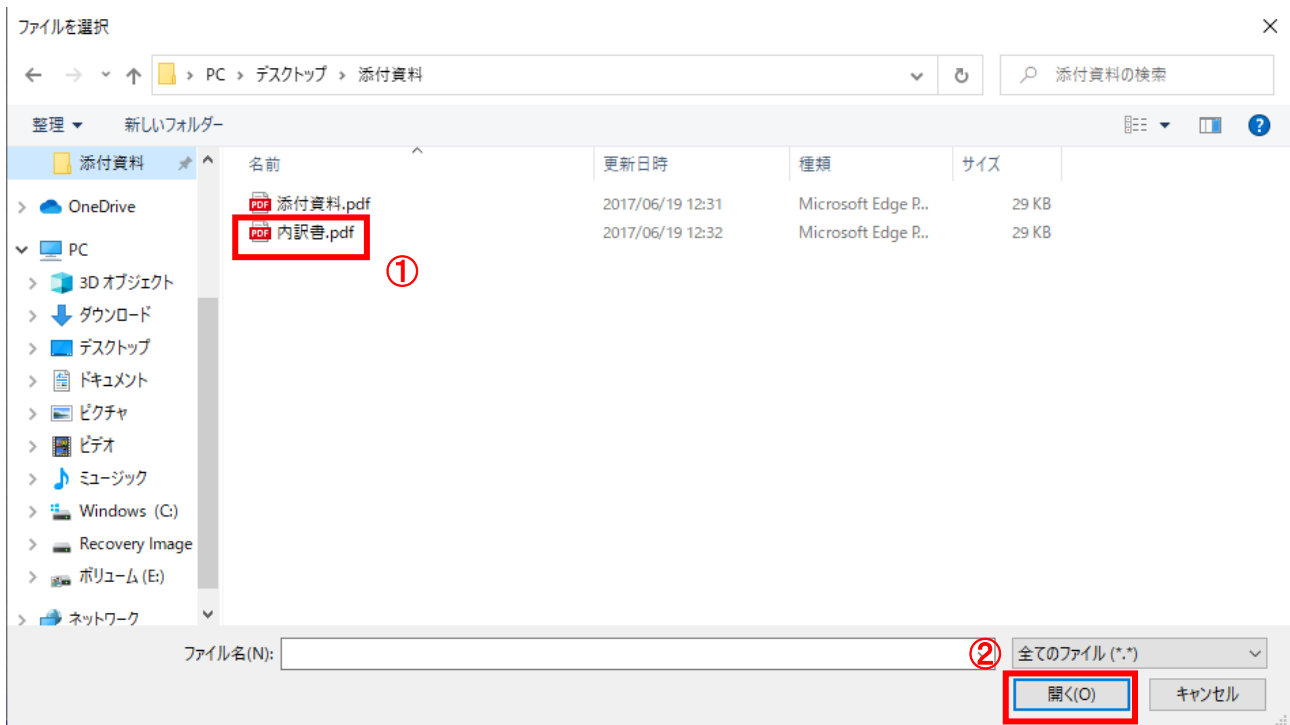 ファイルを選択
PC › デスクトップ › 添付資料
添付資料の検索
整理 新しいフォルダー
添付資料
OneDrive
PC
3D オブジェクト
ダウンロード
デスクトップ
ドキュメント
ピクチャ
ビデオ
ミュージック
Windows (C:)
Recovery Image
ボリューム (E:)
ネットワーク
名前 更新日時 種類 サイズ
PDF 添付資料.pdf 2017/06/19 12:31 Microsoft Edge P... 29 KB
PDF 内訳書.pdf 2017/06/19 12:32 Microsoft Edge P... 29 KB
①
ファイル名(N):
②
全てのファイル (*.*)
開く(O) キャンセル